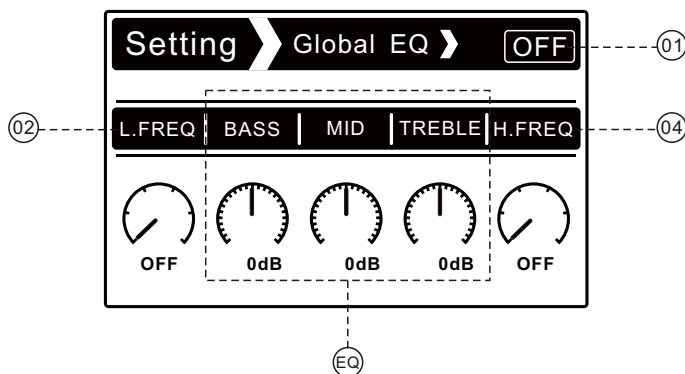 Setting Global EQ OFF 01
02 L.FREQ BASS MID TREBLE H.FREQ 04
OFF 0dB 0dB 0dB OFF
EQ